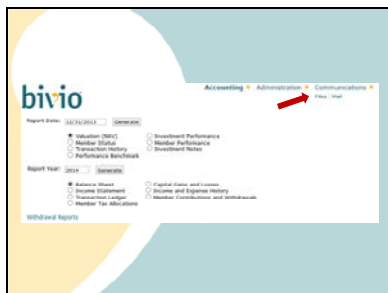 bivio
Accounting Administration Communications
Files Mail
Report Date: 12/31/2013 Generate
Valuation (NAV) Investment Performance
Member Status Member Performance
Transaction History Investment Notes
Performance Benchmark
Report Year: 2014 Generate
Balance Sheet Capital Gains and Losses
Income Statement Income and Expense History
Transaction Ledger Member Contributions and Withdrawals
Member Tax Allocations
Withdrawal Reports